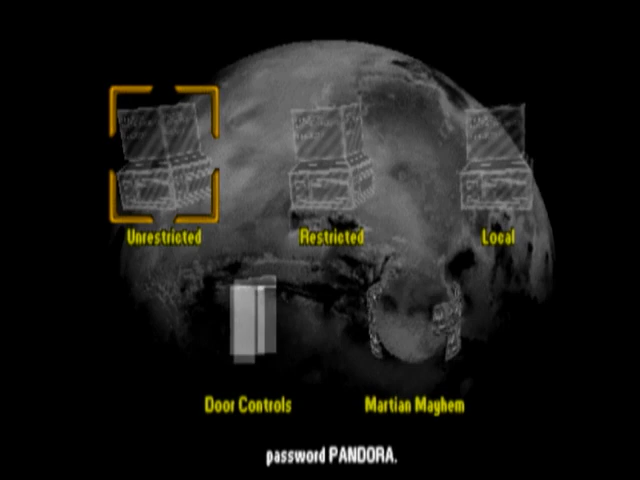 Unrestricted
Restricted
Local
Door Controls
Martian Mayhem
password PANDORA.